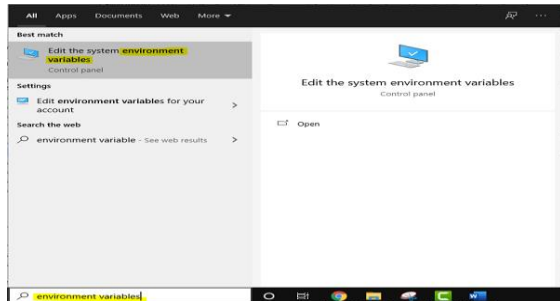 All Apps Documents Web More
Best match
Edit the system environment
variables
Control panel
Settings
Edit environment variables for your
account
Search the web
environment variable - See web results
Edit the system environment variables
Control panel
Open
environment variables